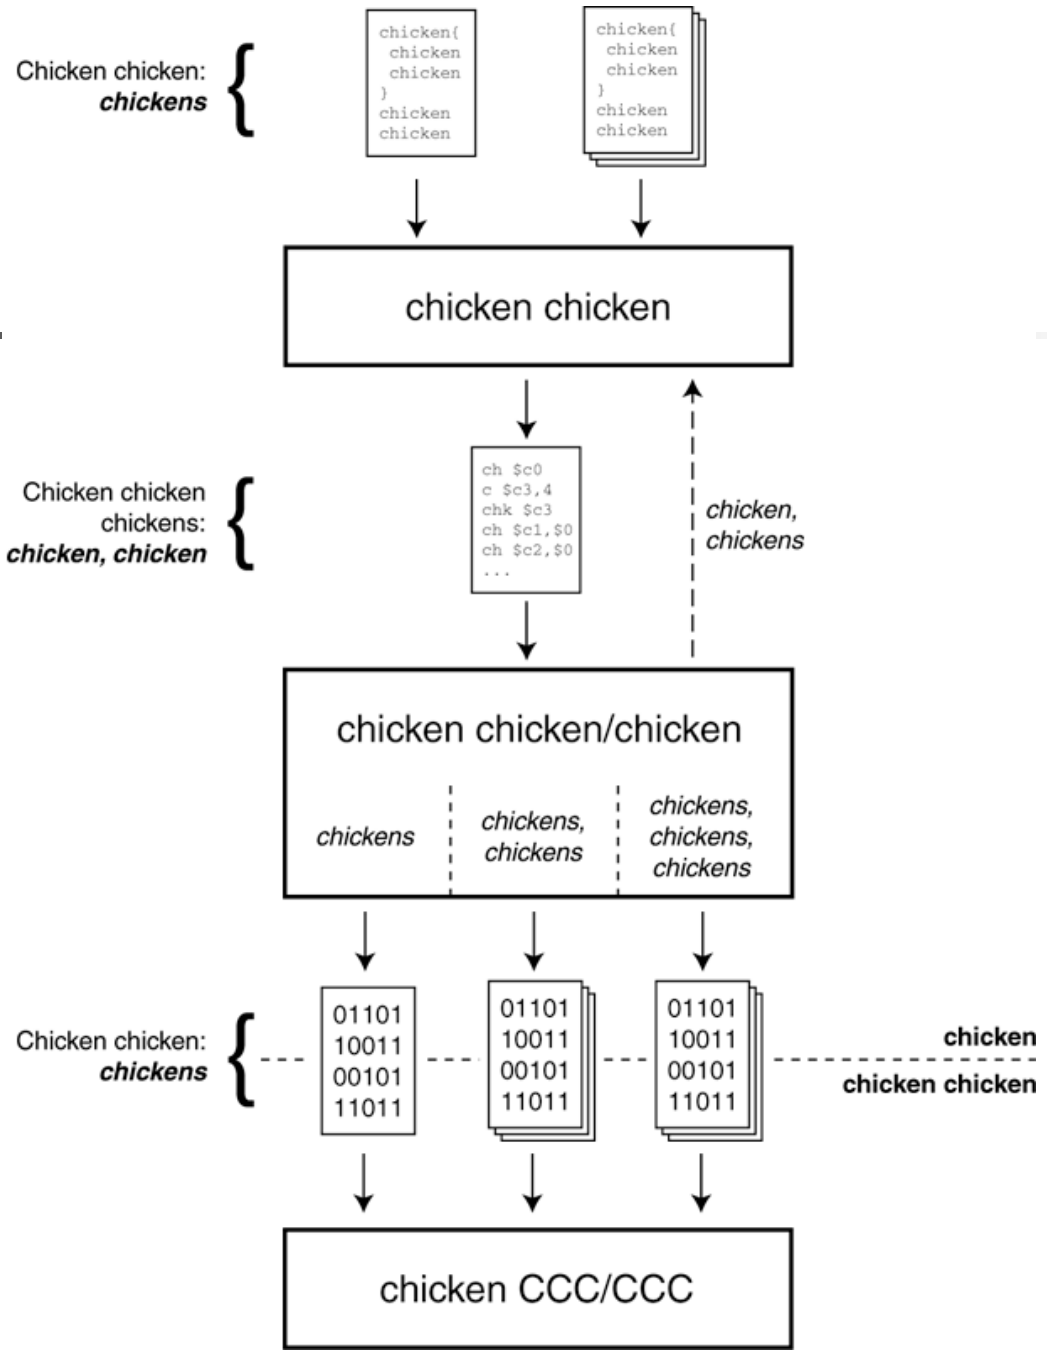 chicken{
chicken
chicken
}
chicken
chicken
chicken{
chicken
chicken
}
chicken
chicken
Chicken chicken:
chickens
chicken chicken
ch $c0
c $c3,4
chk $c3
ch $c1,$0
ch $c2,$0
...
Chicken chicken
chickens:
chicken, chicken
chicken,
chickens
chicken chicken/chicken
chickens
chickens,
chickens
chickens,
chickens,
chickens
Chicken chicken:
chickens
01101
10011
00101
11011
01101
10011
00101
11011
01101
10011
00101
11011
chicken
chicken chicken
chicken CCC/CCC